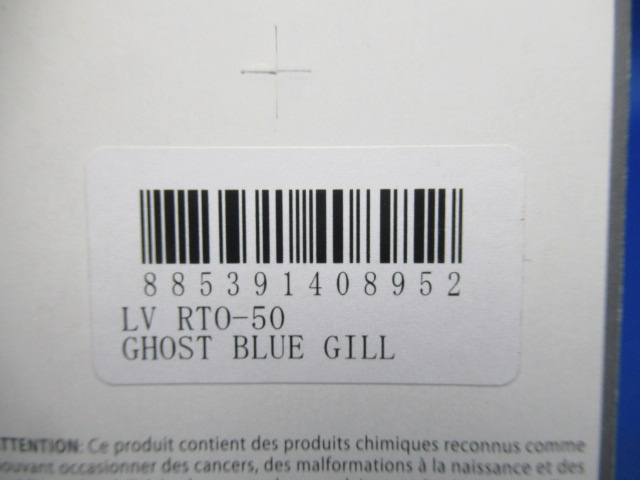 885391408952
LV RTO-50
GHOST BLUE GILL
ATTENTION: Ce produit contient des produits chimiques reconnus comme
pouvant occasionner des cancers, des malformations à la naissance et des